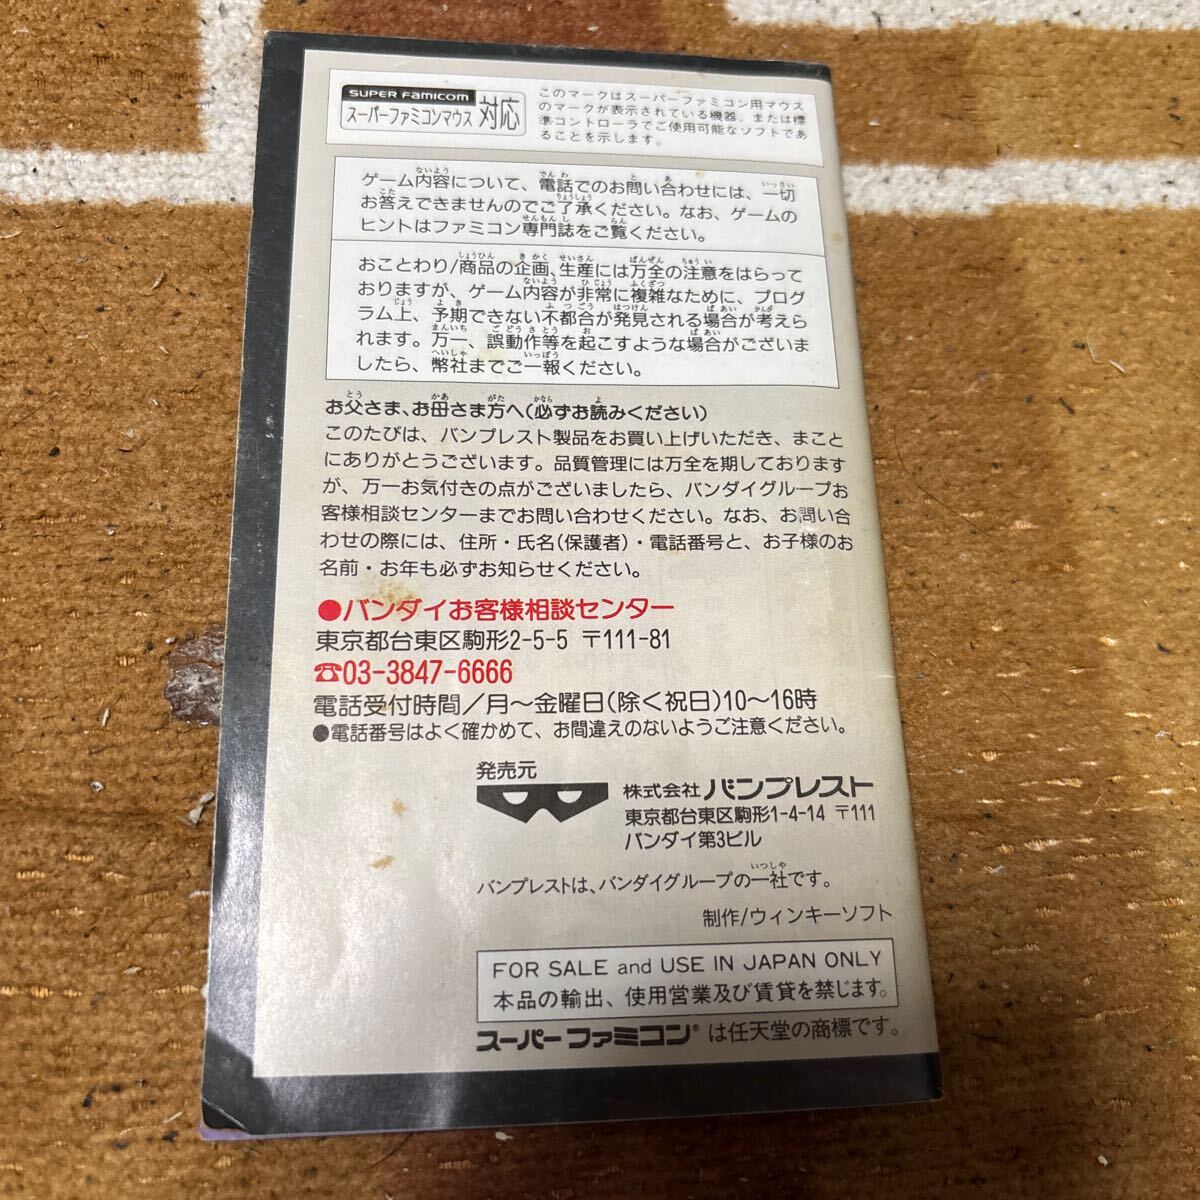 SUPER Famicom
スーパーファミコンマウス 対応
このマークはスーパーファミコン用マウス
のマークが表示されている機器。または標
準コントローラでご使用可能なソフトであ
ることを示します。
ゲーム内容について、電話でのお問い合わせには、一切
お答えできませんのでご了承ください。なお、ゲームの
ヒントはファミコン専門誌をご覧ください。
おことわり/商品の企画、生産には万全の注意をはらって
おりますが、ゲーム内容が非常に複雑なために、プログ
ラム上、予期できない不都合が発見される場合が考えら
れます。万一、誤動作等を起こすような場合がございま
したら、幣社までご一報ください。
お父さま、お母さま方へ(必ずお読みください)
このたびは、バンプレスト製品をお買い上げいただき、まこと
にありがとうございます。品質管理には万全を期しております
が、万一お気付きの点がございましたら、バンダイグループお
客様相談センターまでお問い合わせください。なお、お問い合
わせの際には、住所・氏名(保護者)・電話番号と、お子様のお
名前・お年も必ずお知らせください。
●バンダイお客様相談センター
東京都台東区駒形2-5-5 〒111-81
☎03-3847-6666
電話受付時間/月〜金曜日(除く祝日)10〜16時
●電話番号はよく確かめて、お間違えのないようご注意ください。
発売元
株式会社 バンプレスト
東京都台東区駒形1-4-14 〒111
バンダイ第3ビル
バンプレストは、バンダイグループの一社です。
制作/ウィンキーソフト
FOR SALE and USE IN JAPAN ONLY
本品の輸出、使用営業及び賃貸を禁じます。
スーパーファミコン®は任天堂の商標です。